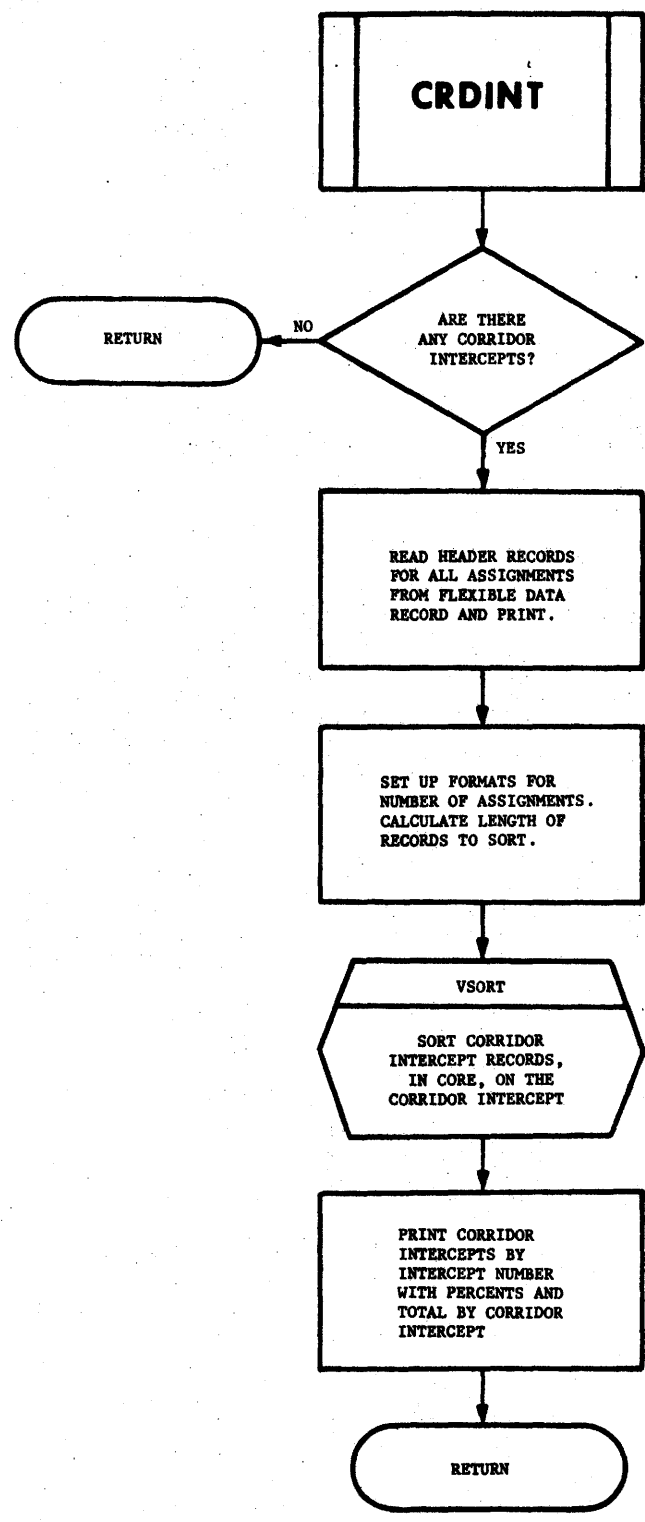 CRDINT
ARE THERE
ANY CORRIDOR
INTERCEPTS?
NO
RETURN
YES
READ HEADER RECORDS
FOR ALL ASSIGNMENTS
FROM FLEXIBLE DATA
RECORD AND PRINT.
SET UP FORMATS FOR
NUMBER OF ASSIGNMENTS.
CALCULATE LENGTH OF
RECORDS TO SORT.
VSORT
SORT CORRIDOR
INTERCEPT RECORDS,
IN CORE, ON THE
CORRIDOR INTERCEPT
PRINT CORRIDOR
INTERCEPTS BY
INTERCEPT NUMBER
WITH PERCENTS AND
TOTAL BY CORRIDOR
INTERCEPT
RETURN